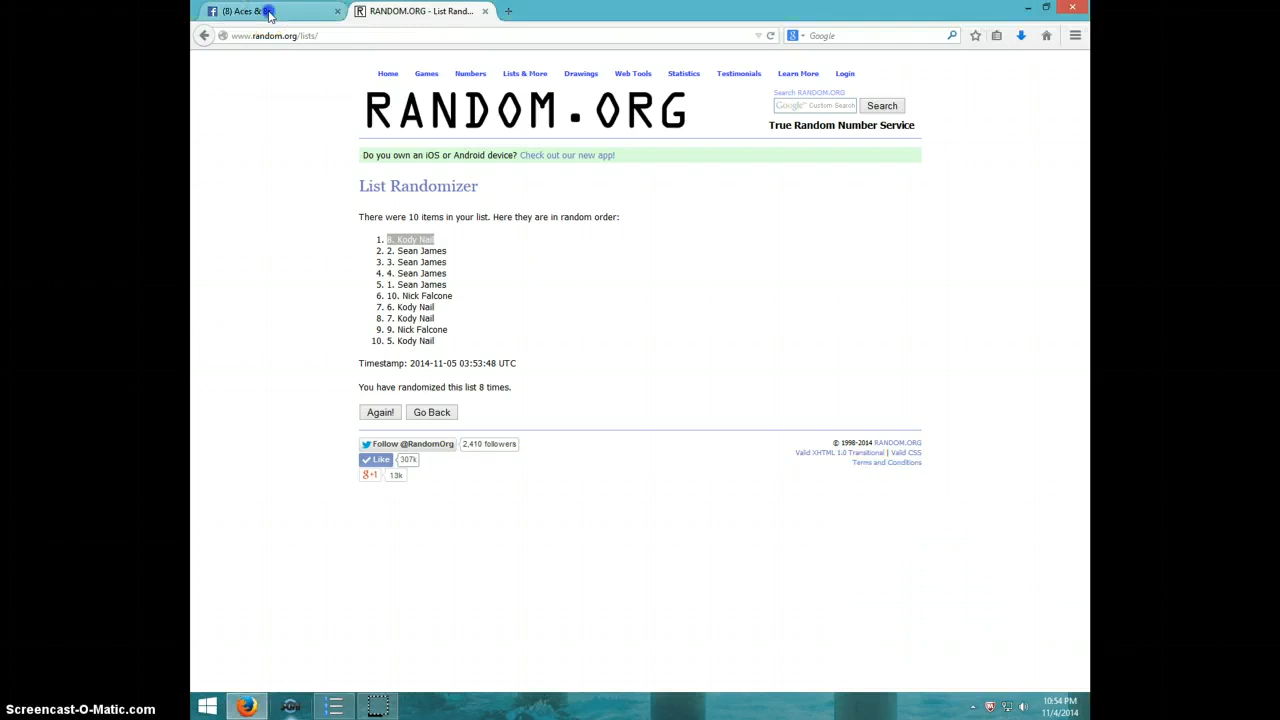 (8) Aces &
RANDOM.ORG - List Rand...
www.random.org/lists/
Google
Home Games Numbers Lists & More Drawings Web Tools Statistics Testimonials Learn More Login
Search RANDOM.ORG
RANDOM.ORG
Google™ Custom Search Search
True Random Number Service
Do you own an iOS or Android device? Check out our new app!
List Randomizer
There were 10 items in your list. Here they are in random order:
1. 8. Kody Nail
2. 2. Sean James
3. 3. Sean James
4. 4. Sean James
5. 1. Sean James
6. 10. Nick Falcone
7. 6. Kody Nail
8. 7. Kody Nail
9. 9. Nick Falcone
10. 5. Kody Nail
Timestamp: 2014-11-05 03:53:48 UTC
You have randomized this list 8 times.
Again! Go Back
Follow @RandomOrg 2,410 followers
Like 307k
g+1 13k
© 1998-2014 RANDOM.ORG
Valid XHTML 1.0 Transitional | Valid CSS
Terms and Conditions
10:54 PM
11/4/2014
Screencast-O-Matic.com